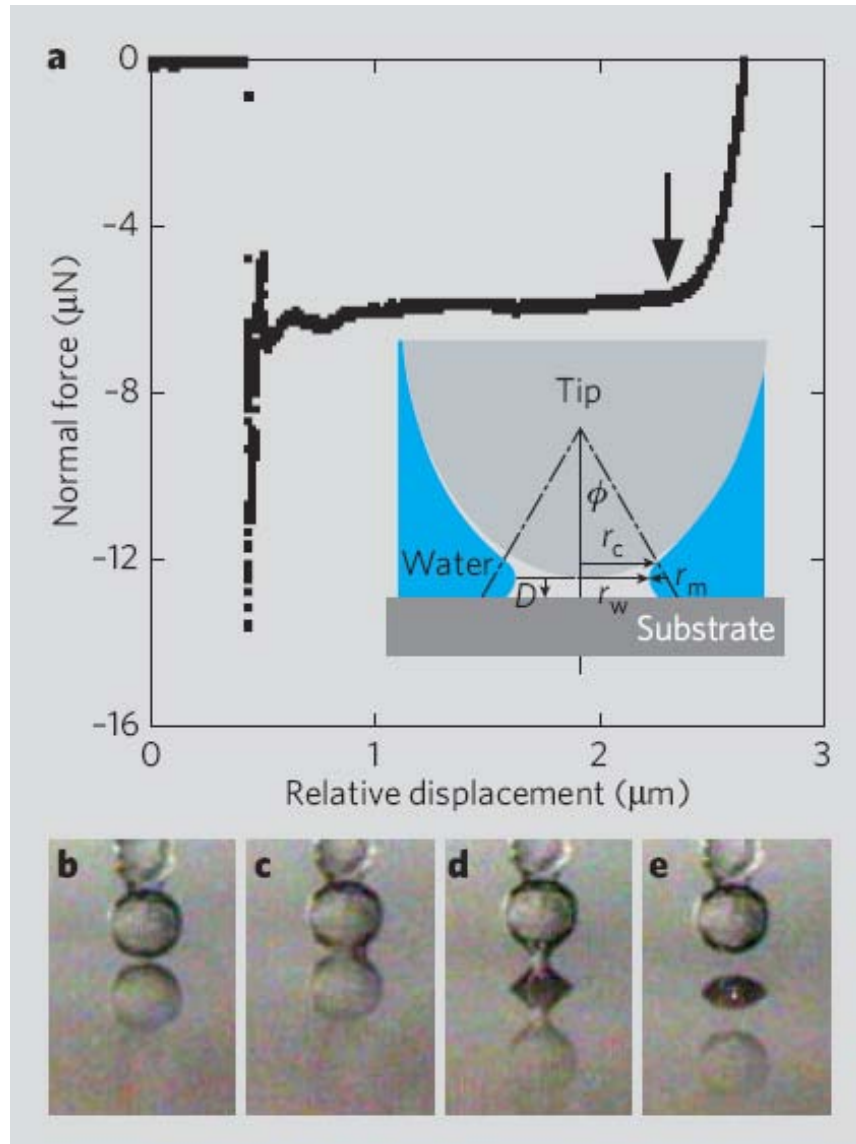 a
0
−4
−8
−12
−16
Normal force (μN)
0 1 2 3
Relative displacement (μm)
Tip
ϕ
r_c
Water
D
r_w
r_m
Substrate
b c d e